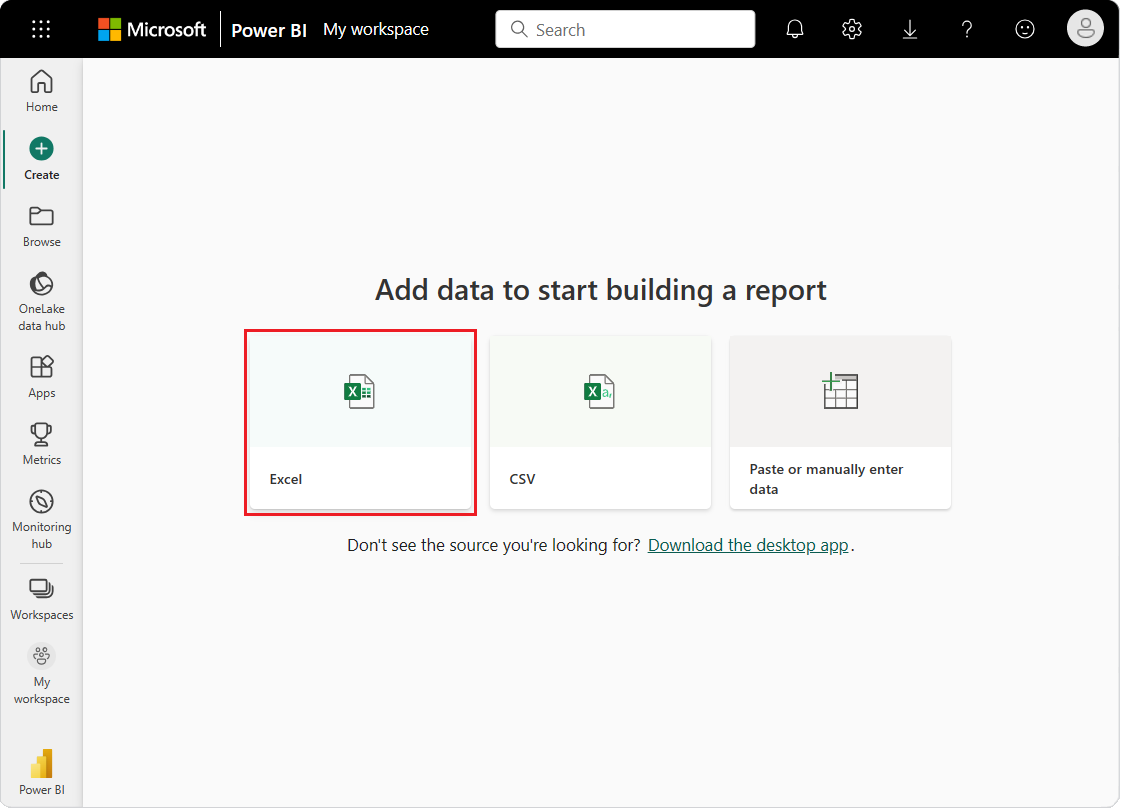 Microsoft Power BI My workspace Search
Home
Create
Browse
OneLake
data hub
Apps
Metrics
Monitoring
hub
Workspaces
My
workspace
Power BI
Add data to start building a report
Excel
CSV
Paste or manually enter
data
Don't see the source you're looking for? Download the desktop app.